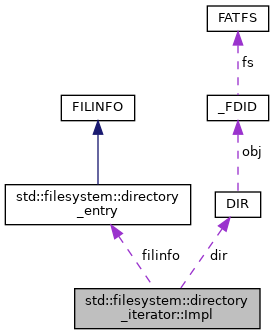 FATFS
fs
FILINFO
_FDID
obj
std::filesystem::directory
_entry
DIR
filinfo
dir
std::filesystem::directory
_iterator::Impl